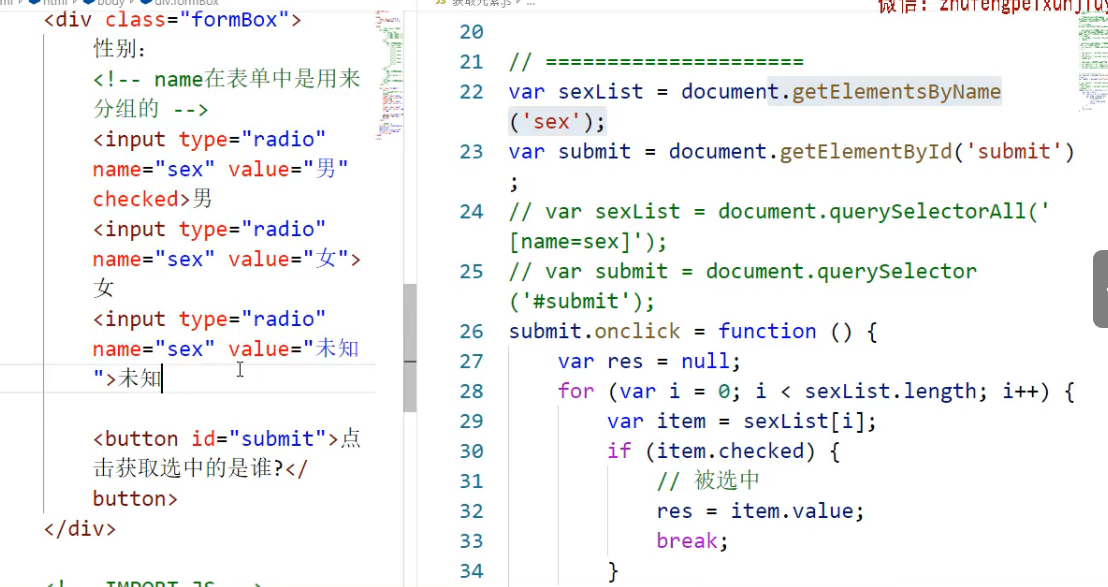 html > body > div.formBox
获取元素.js > ...
<div class="formBox">
性别:
<!-- name在表单中是用来
分组的 -->
<input type="radio"
name="sex" value="男"
checked>男
<input type="radio"
name="sex" value="女">
女
<input type="radio"
name="sex" value="未知
">未知
<button id="submit">点
击获取选中的是谁?</
button>
</div>
<!-- IMPORT JS -->
20
21 // =====================
22 var sexList = document.getElementsByName
('sex');
23 var submit = document.getElementById('submit')
;
24 // var sexList = document.querySelectorAll('
[name=sex]');
25 // var submit = document.querySelector
('#submit');
26 submit.onclick = function () {
27 var res = null;
28 for (var i = 0; i < sexList.length; i++) {
29 var item = sexList[i];
30 if (item.checked) {
31 // 被选中
32 res = item.value;
33 break;
34 }
微信: zhufengpeixunjiuy